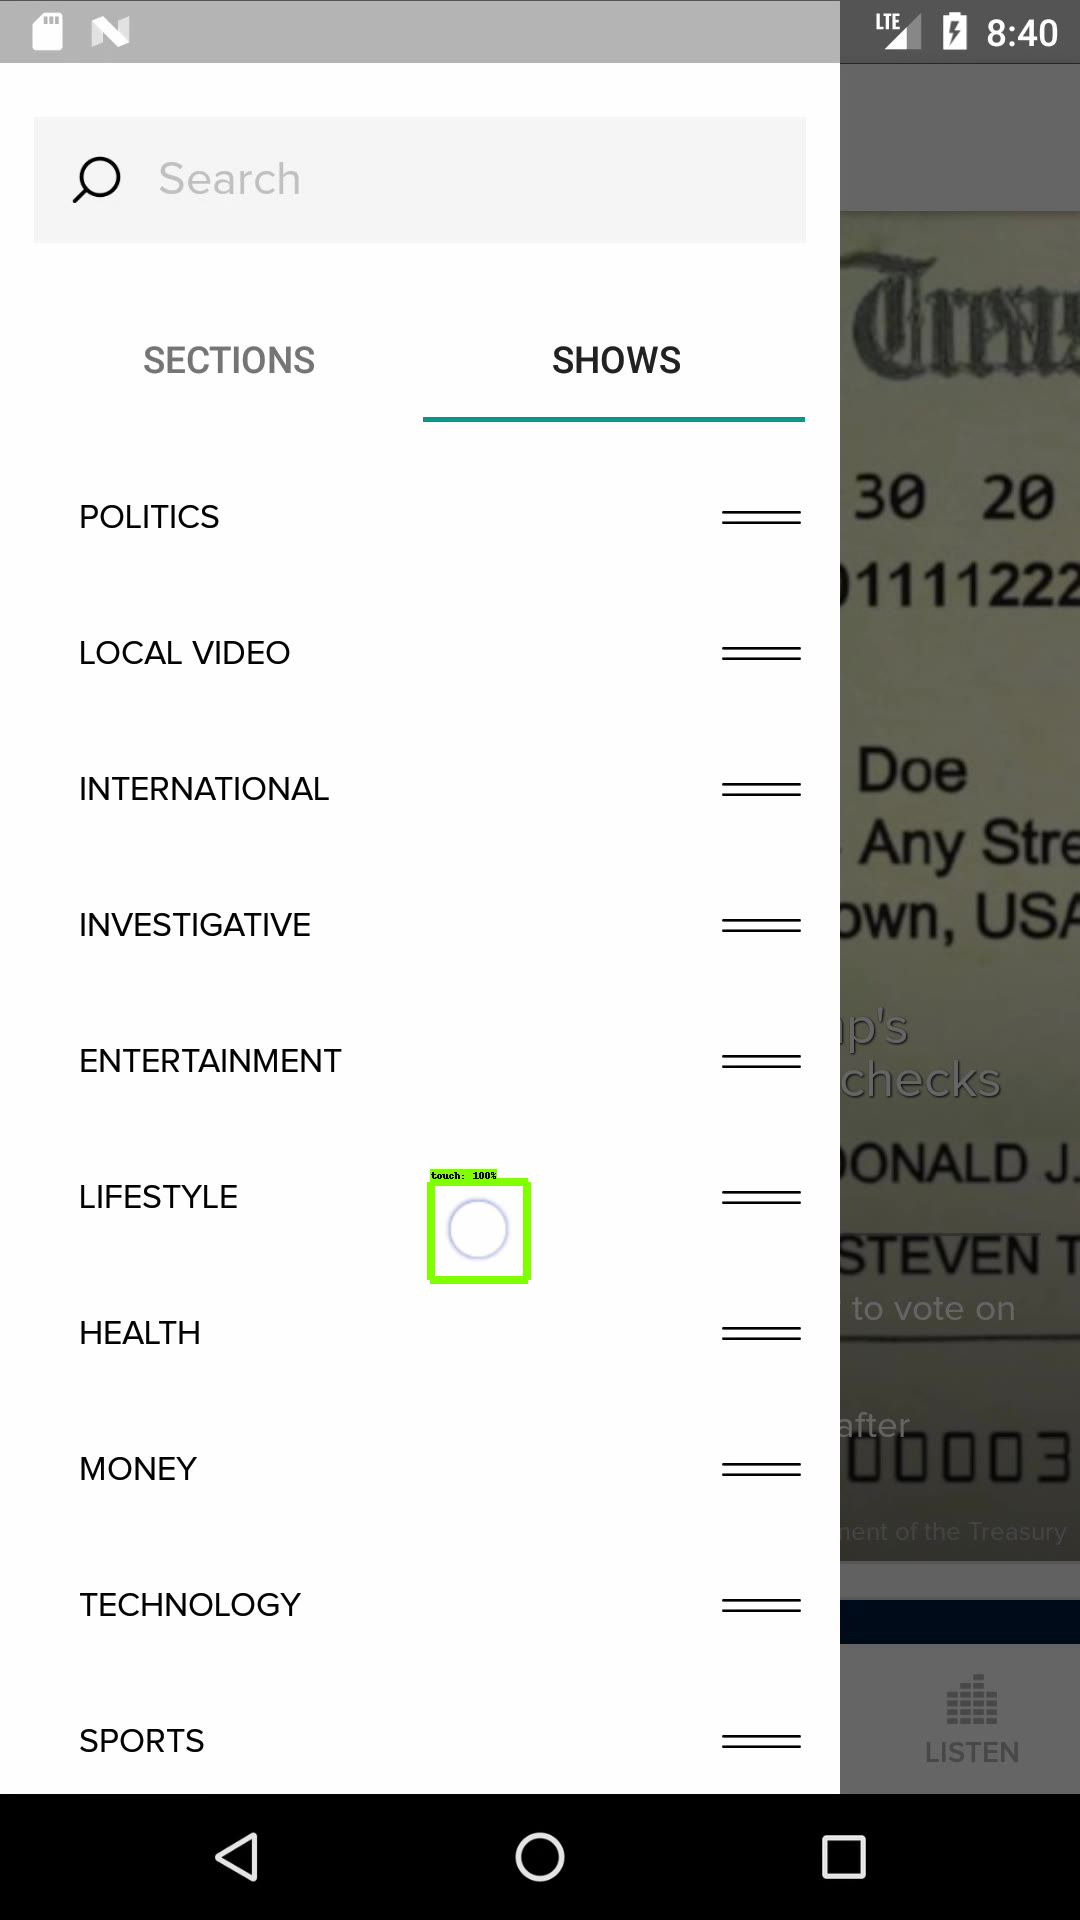 LTE 8:40
Search
SECTIONS SHOWS
POLITICS
LOCAL VIDEO
INTERNATIONAL
INVESTIGATIVE
ENTERTAINMENT
touch: 100%
LIFESTYLE
HEALTH
MONEY
TECHNOLOGY
SPORTS
30 20
01111222
Doe
Any Stre
own, USA
p's
checks
DONALD J.
STEVEN T
to vote on
after
00003
ment of the Treasury
LISTEN